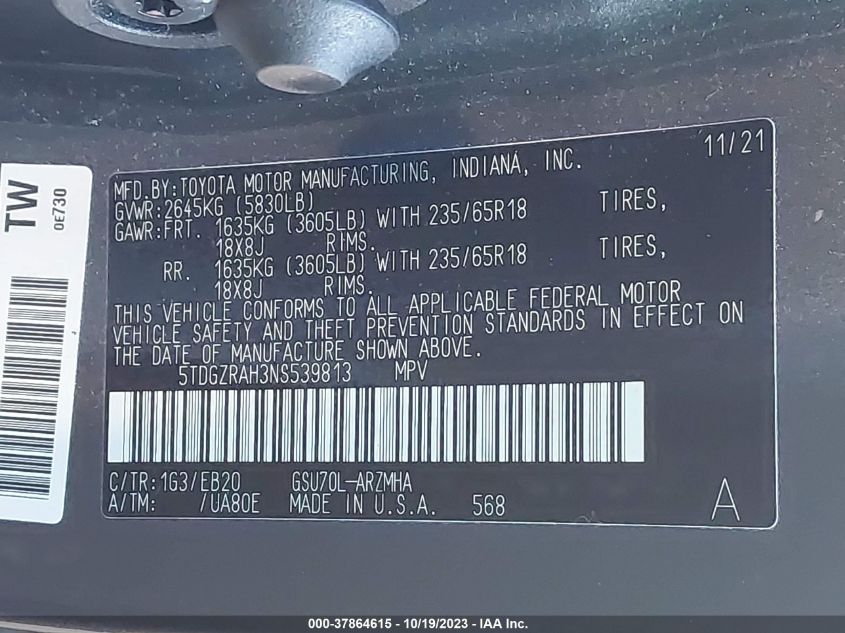 TW
0E730
11/21
MFD.BY:TOYOTA MOTOR MANUFACTURING, INDIANA, INC.
GVWR:2645KG (5830LB)
GAWR:FRT. 1635KG (3605LB) WITH 235/65R18 TIRES,
18X8J RIMS.
RR. 1635KG (3605LB) WITH 235/65R18 TIRES,
18X8J RIMS.
THIS VEHICLE CONFORMS TO ALL APPLICABLE FEDERAL MOTOR
VEHICLE SAFETY AND THEFT PREVENTION STANDARDS IN EFFECT ON
THE DATE OF MANUFACTURE SHOWN ABOVE.
5TDGZRAH3NS539813 MPV
C/TR:1G3/EB20 GSU70L-ARZMHA
A/TM: /UA80E MADE IN U.S.A. 568
A
000-37864615 - 10/19/2023 - IAA Inc.